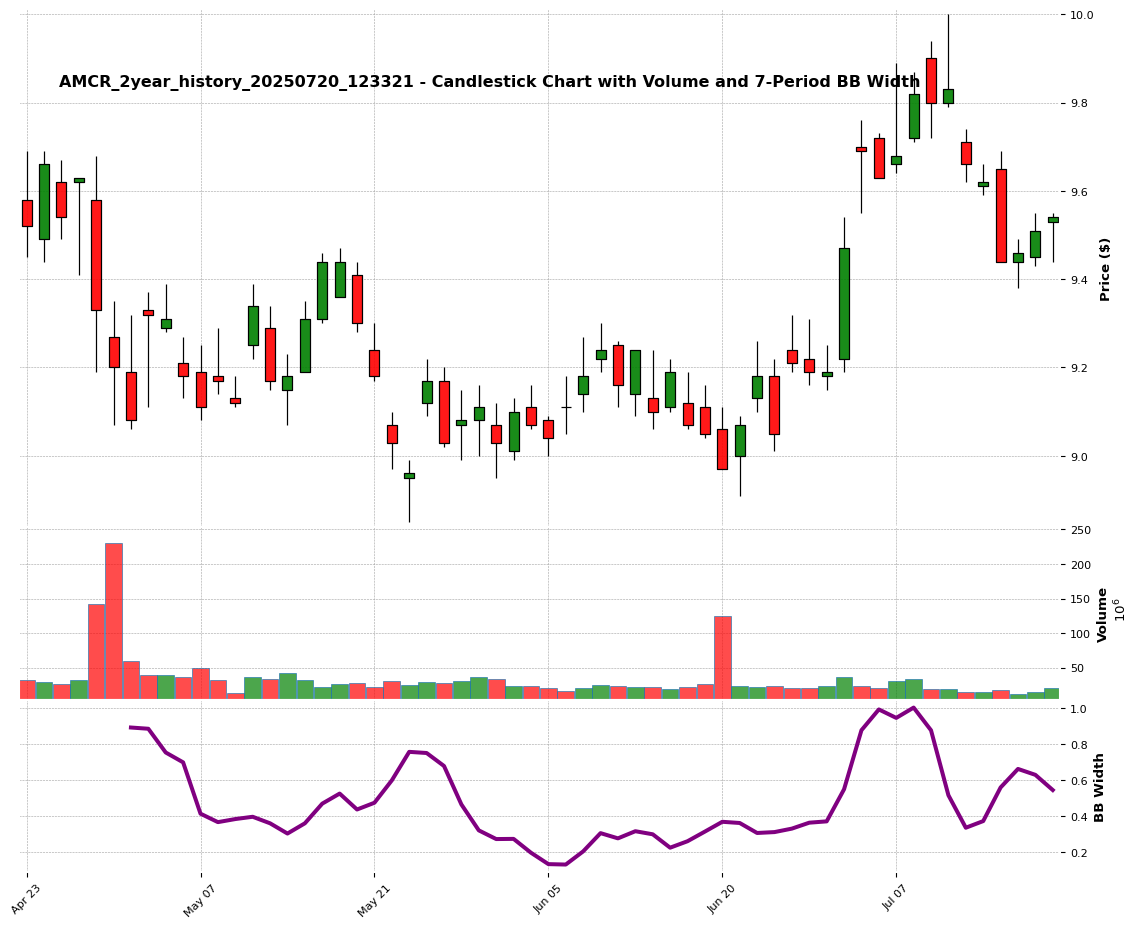 AMCR_2year_history_20250720_123321 - Candlestick Chart with Volume and 7-Period BB Width
10.0
9.8
9.6
9.4
9.2
9.0
Price ($)
250
200
150
100
50
Volume
10^6
1.0
0.8
0.6
0.4
0.2
BB Width
Apr 23
May 07
May 21
Jun 05
Jun 20
Jul 07